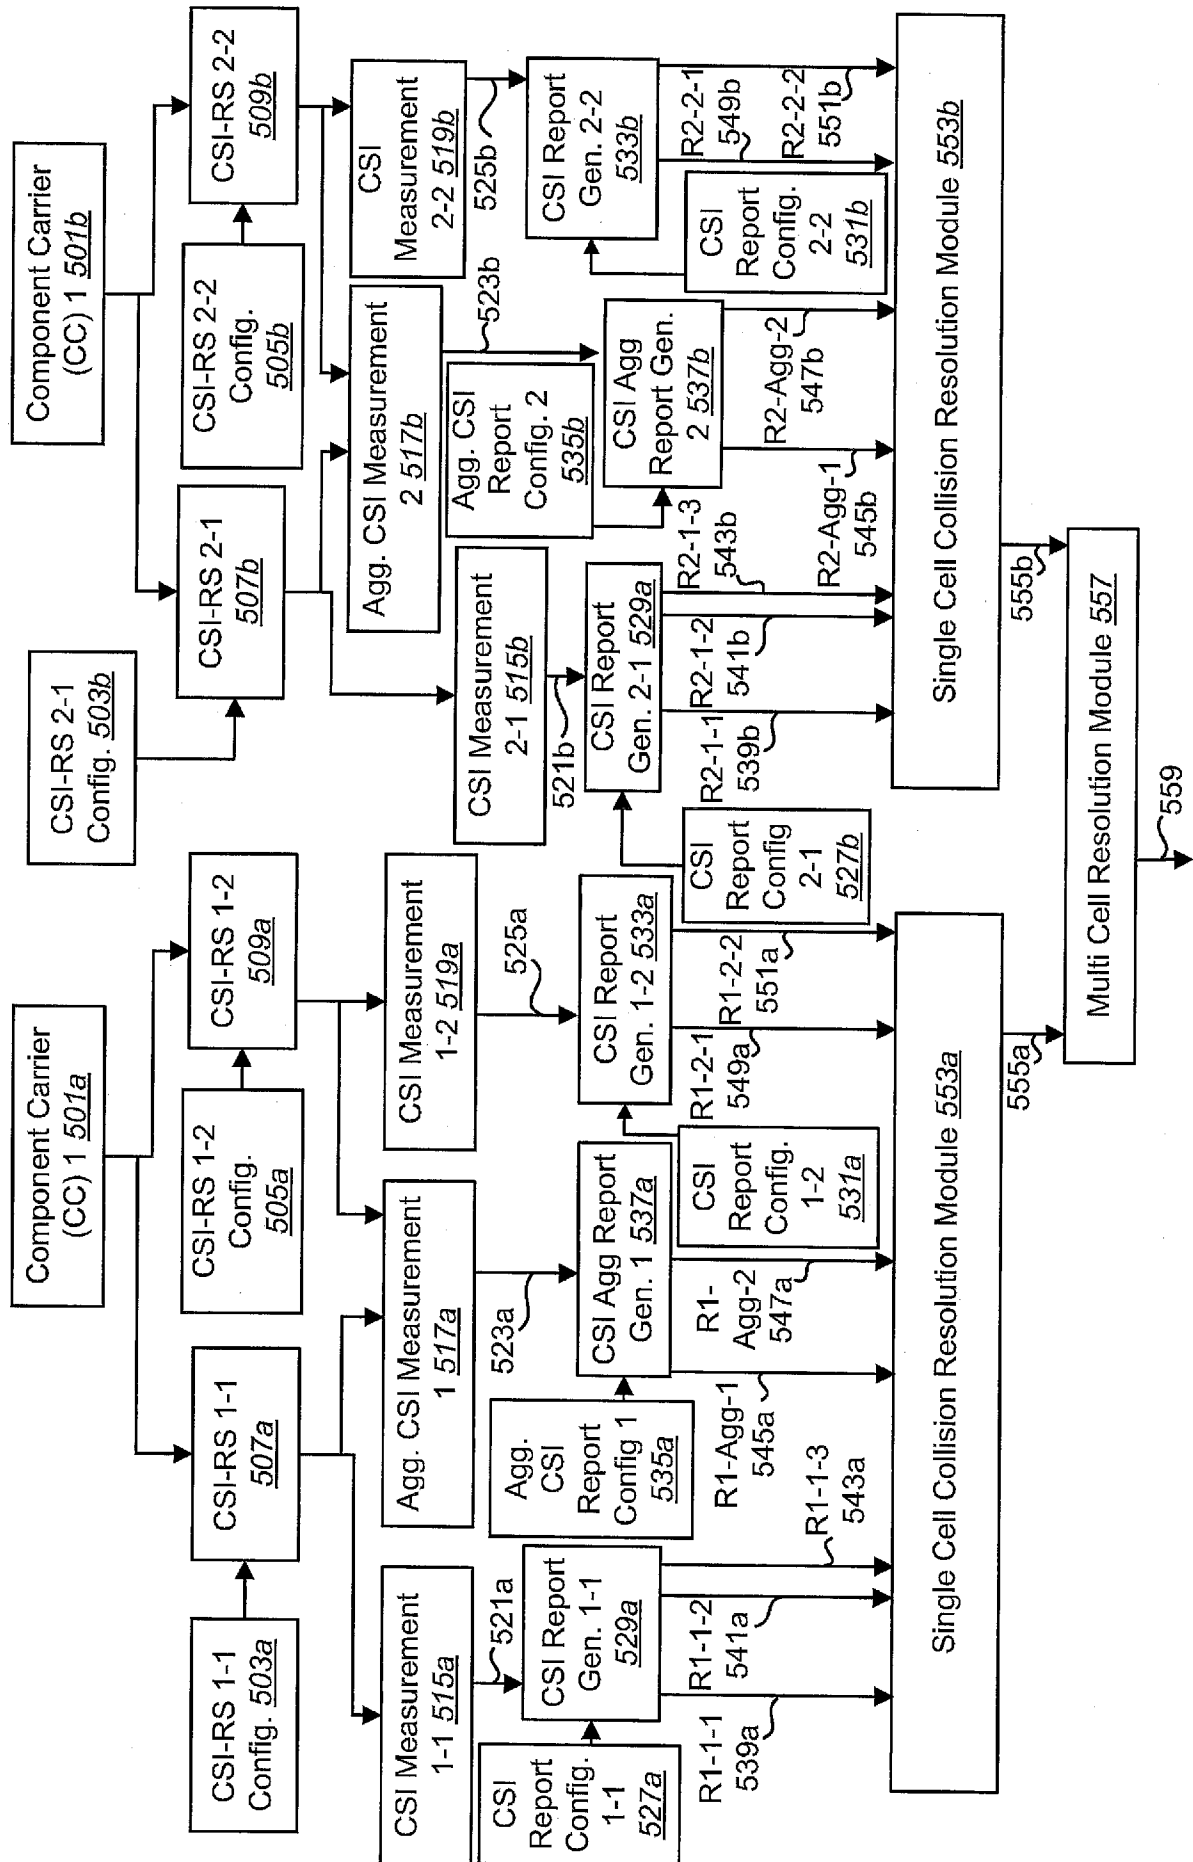 Component Carrier
(CC) 1 501a
CSI-RS 1-1
Config. 503a
CSI-RS 1-1
507a
CSI-RS 1-2
Config.
505a
CSI-RS 1-2
509a
CSI Measurement
1-1 515a
Agg. CSI Measurement
1 517a
CSI Measurement
1-2 519a
521a
523a
525a
CSI
Report
Config.
1-1
527a
CSI Report
Gen. 1-1
529a
Agg.
CSI
Report
Config 1
535a
CSI Agg Report
Gen. 1 537a
CSI
Report
Config.
1-2
531a
CSI Report
Gen. 1-2 533a
R1-1-1
539a
R1-1-2
541a
R1-1-3
543a
R1-Agg-1
545a
R1-
Agg-2
547a
R1-2-1
549a
R1-2-2
551a
Single Cell Collision Resolution Module 553a
555a
Component Carrier
(CC) 1 501b
CSI-RS 2-1
Config. 503b
CSI-RS 2-1
507b
CSI-RS 2-2
Config.
505b
CSI-RS 2-2
509b
CSI Measurement
2-1 515b
Agg. CSI Measurement
2 517b
CSI
Measurement
2-2 519b
521b
523b
525b
CSI
Report
Config
2-1
527b
CSI Report
Gen. 2-1 529a
Agg. CSI
Report
Config. 2
535b
CSI Agg
Report Gen.
2 537b
CSI
Report
Config.
2-2
531b
CSI Report
Gen. 2-2
533b
R2-1-1
539b
R2-1-2
541b
R2-1-3
543b
R2-Agg-1
545b
R2-Agg-2
547b
R2-2-1
549b
R2-2-2
551b
Single Cell Collision Resolution Module 553b
555b
Multi Cell Resolution Module 557
559